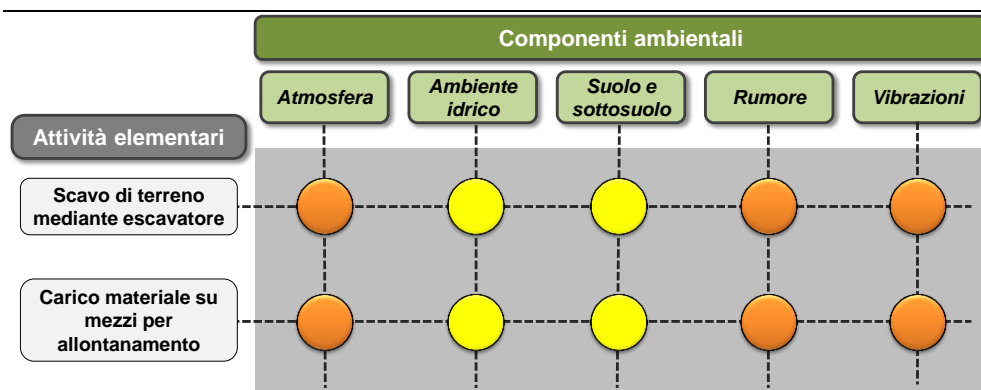 Componenti ambientali
Atmosfera
Ambiente
idrico
Suolo e
sottosuolo
Rumore
Vibrazioni
Attività elementari
Scavo di terreno
mediante escavatore
Carico materiale su
mezzi per
allontanamento